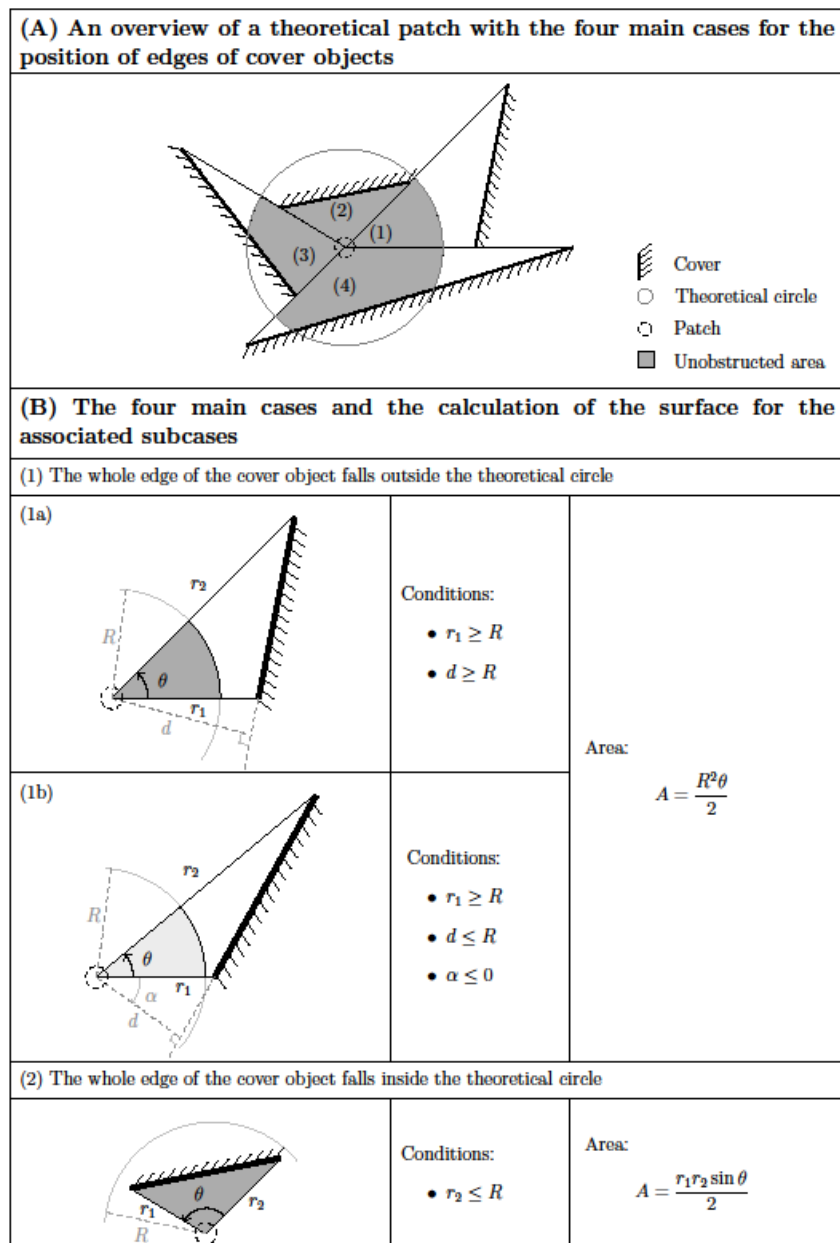 (A) An overview of a theoretical patch with the four main cases for the
position of edges of cover objects
(2)
(1)
(3)
(4)
Cover
Theoretical circle
Patch
Unobstructed area
(B) The four main cases and the calculation of the surface for the
associated subcases
(1) The whole edge of the cover object falls outside the theoretical circle
(1a)
r₂
R
θ
r₁
d
Conditions:
• r₁ ≥ R
• d ≥ R
Area:
A = R²θ / 2
(1b)
r₂
R
θ
r₁
α
d
Conditions:
• r₁ ≥ R
• d ≤ R
• α ≤ 0
(2) The whole edge of the cover object falls inside the theoretical circle
θ
r₁
r₂
R
Conditions:
• r₂ ≤ R
Area:
A = r₁r₂ sin θ / 2